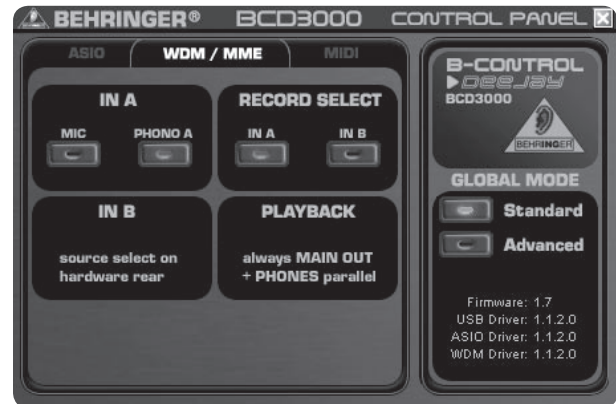 BEHRINGER® BCD3000 CONTROL PANEL X
ASIO WDM / MME MIDI
IN A
MIC PHONO A
RECORD SELECT
IN A IN B
IN B
source select on
hardware rear
PLAYBACK
always MAIN OUT
+ PHONES parallel
B-CONTROL
DEEJAY
BCD3000
BEHRINGER
GLOBAL MODE
Standard
Advanced
Firmware: 1.7
USB Driver: 1.1.2.0
ASIO Driver: 1.1.2.0
WDM Driver: 1.1.2.0